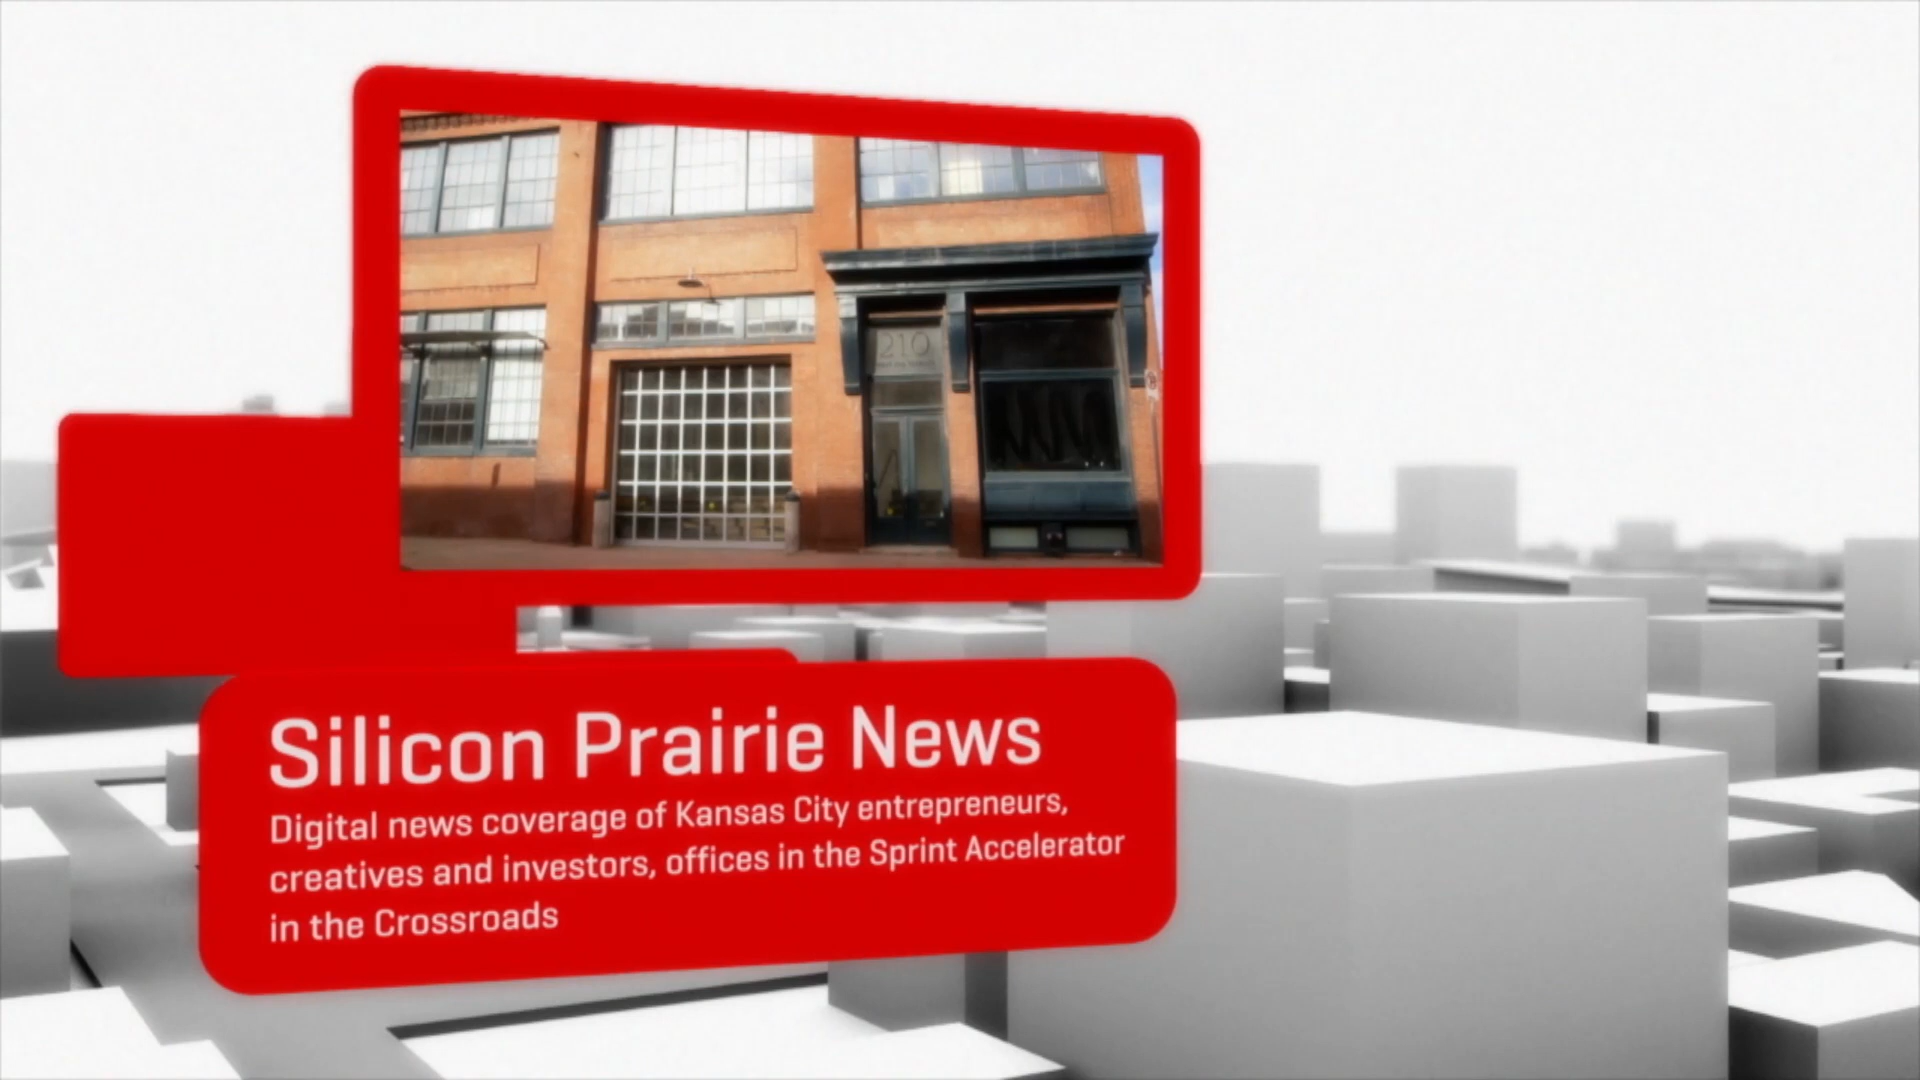 210
Silicon Prairie News
Digital news coverage of Kansas City entrepreneurs,
creatives and investors, offices in the Sprint Accelerator
in the Crossroads